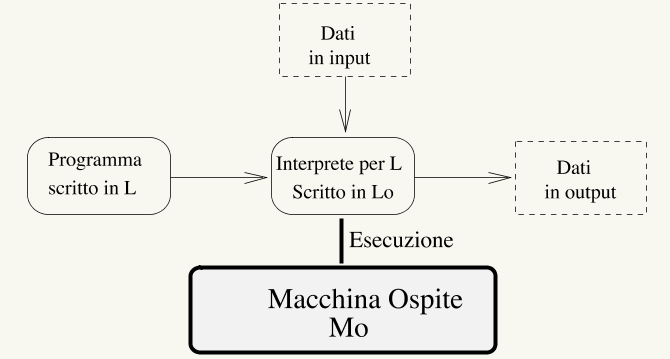 Dati
in input
Programma
scritto in L
Interprete per L
Scritto in Lo
Dati
in output
Esecuzione
Macchina Ospite
Mo